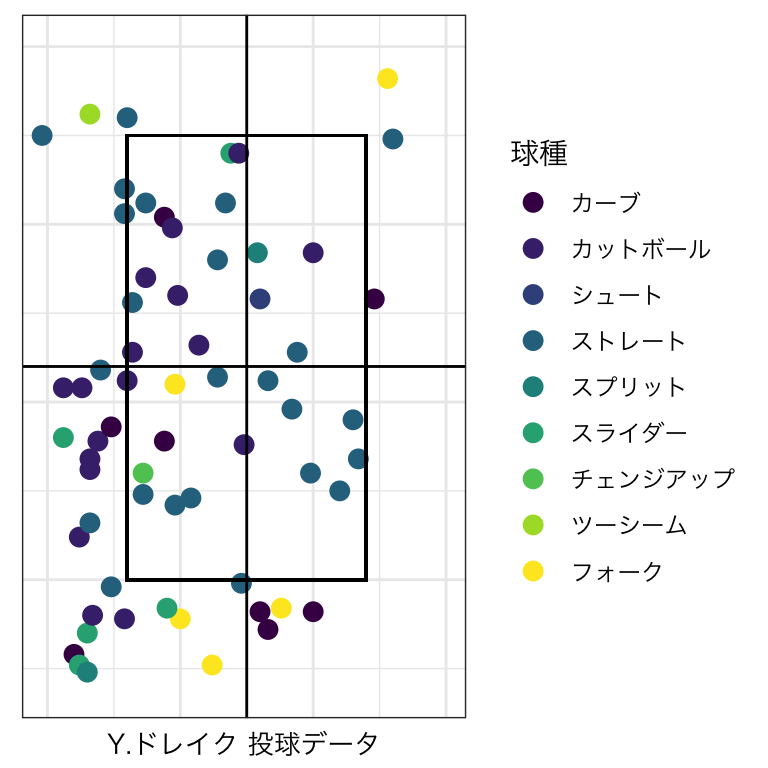 球種
カーブ
カットボール
シュート
ストレート
スプリット
スライダー
チェンジアップ
ツーシーム
フォーク
Y.ドレイク 投球データ